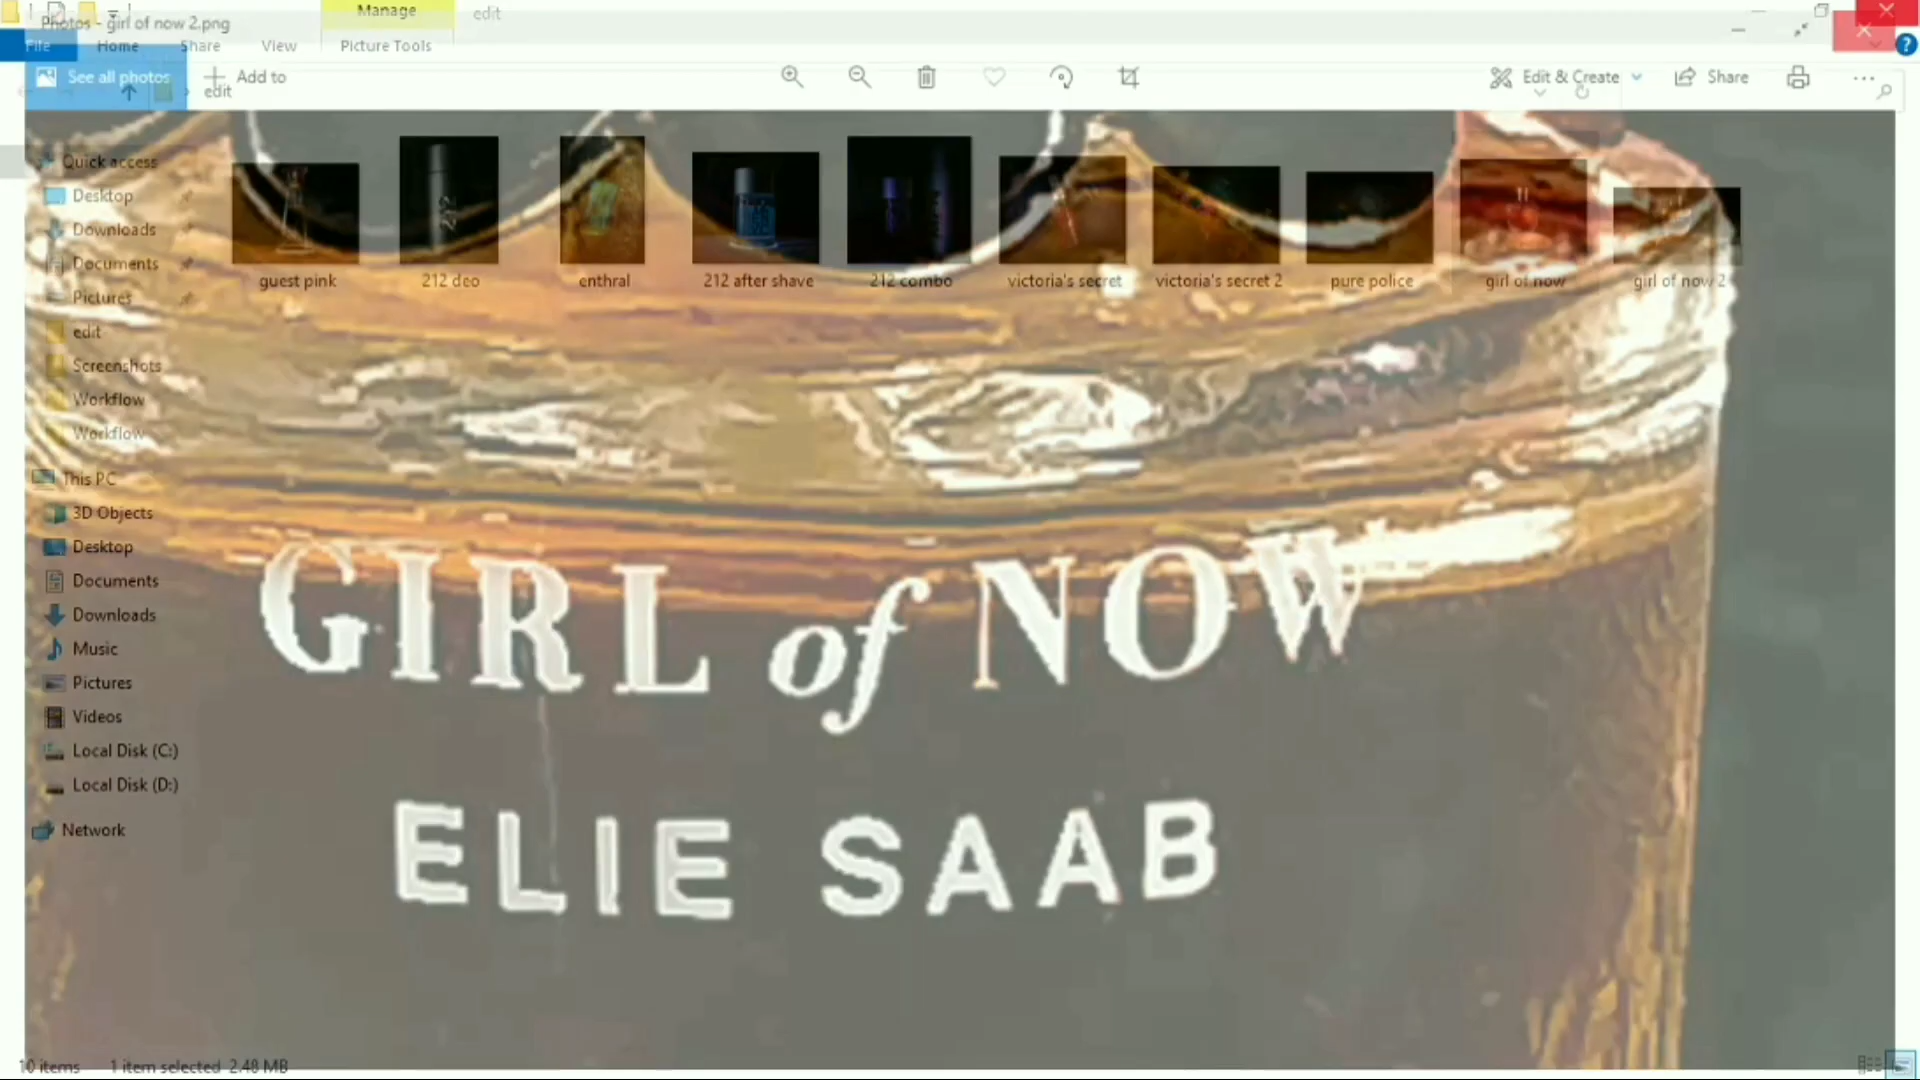 Manage
edit
Photos - girl of now 2.png
File
Home
Share
View
Picture Tools
See all photos
Add to
Edit & Create
Share
edit
Quick access
Desktop
Downloads
Documents
Pictures
edit
Screenshots
Workflow
Workflow
This PC
3D Objects
Desktop
Documents
Downloads
Music
Pictures
Videos
Local Disk (C:)
Local Disk (D:)
Network
212
guest pink
212 deo
enthral
212 after shave
212 combo
victoria's secret
victoria's secret 2
pure police
girl of now
girl of now 2
GIRL of NOW
ELIE SAAB
10 items
1 item selected 2.48 MB